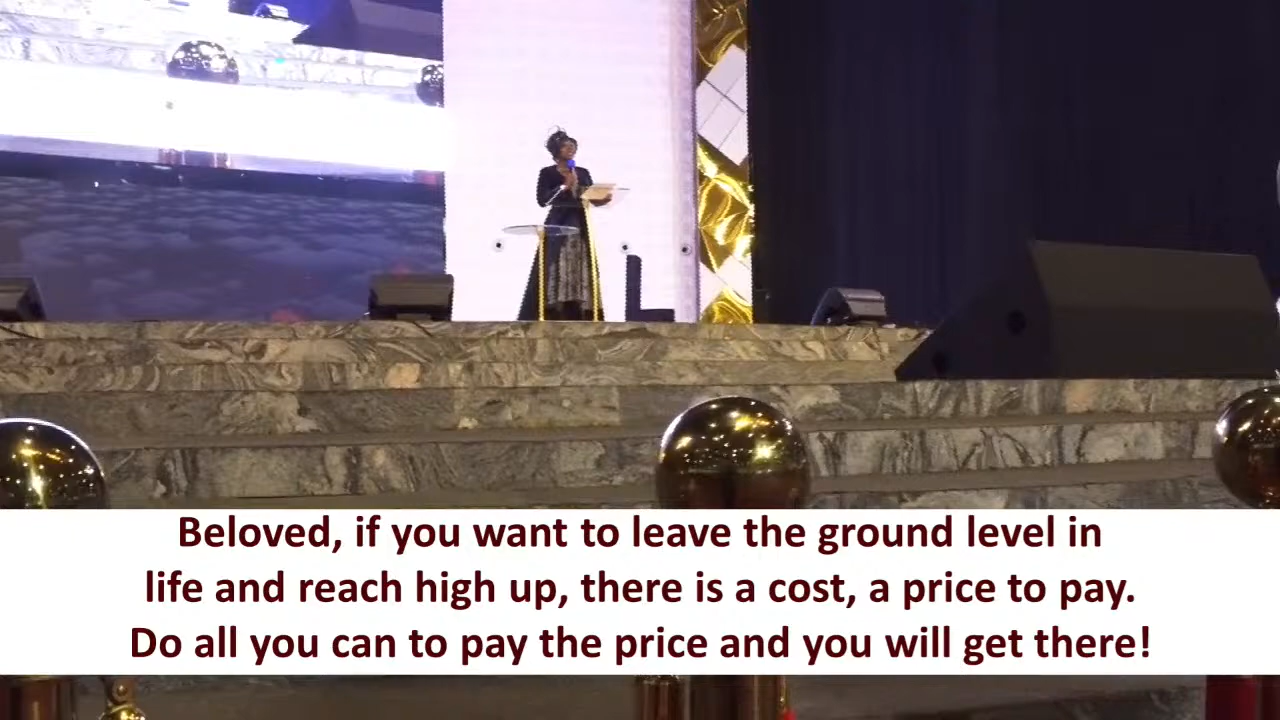 Beloved, if you want to leave the ground level in
life and reach high up, there is a cost, a price to pay.
Do all you can to pay the price and you will get there!